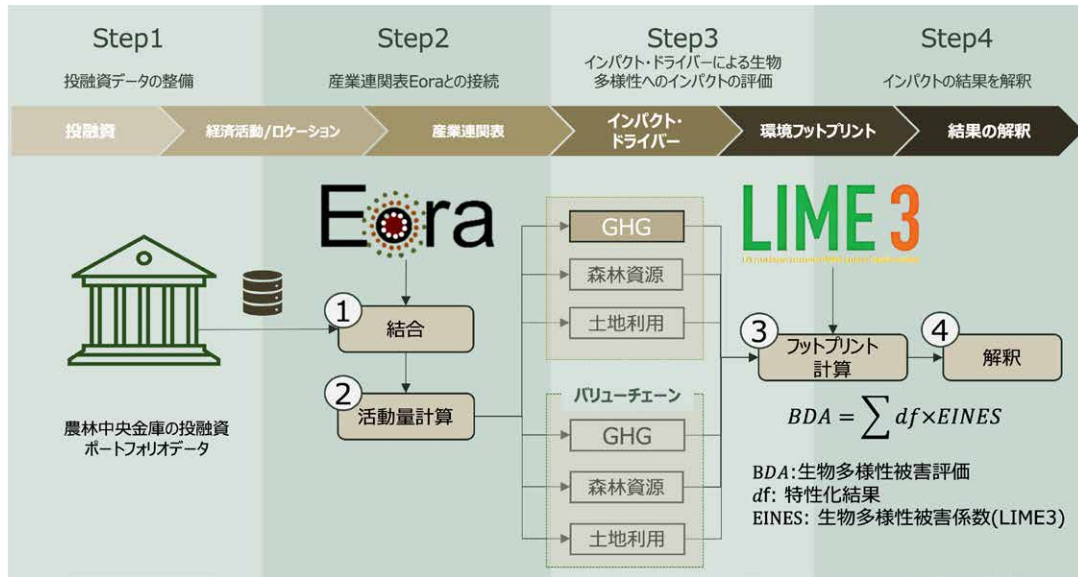 Step1
Step2
Step3
Step4
投融資データの整備
産業連関表Eoraとの接続
インパクト・ドライバーによる生物
多様性へのインパクトの評価
インパクトの結果を解釈
投融資
経済活動/ロケーション
産業連関表
インパクト・
ドライバー
環境フットプリント
結果の解釈
Eora
LIME 3
GHG
森林資源
土地利用
1
結合
2
活動量計算
3
フットプリント
計算
4
解釈
農林中央金庫の投融資
ポートフォリオデータ
バリューチェーン
GHG
森林資源
土地利用
BDA = ∑ df×EINES
BDA:生物多様性被害評価
df: 特性化結果
EINES: 生物多様性被害係数(LIME3)